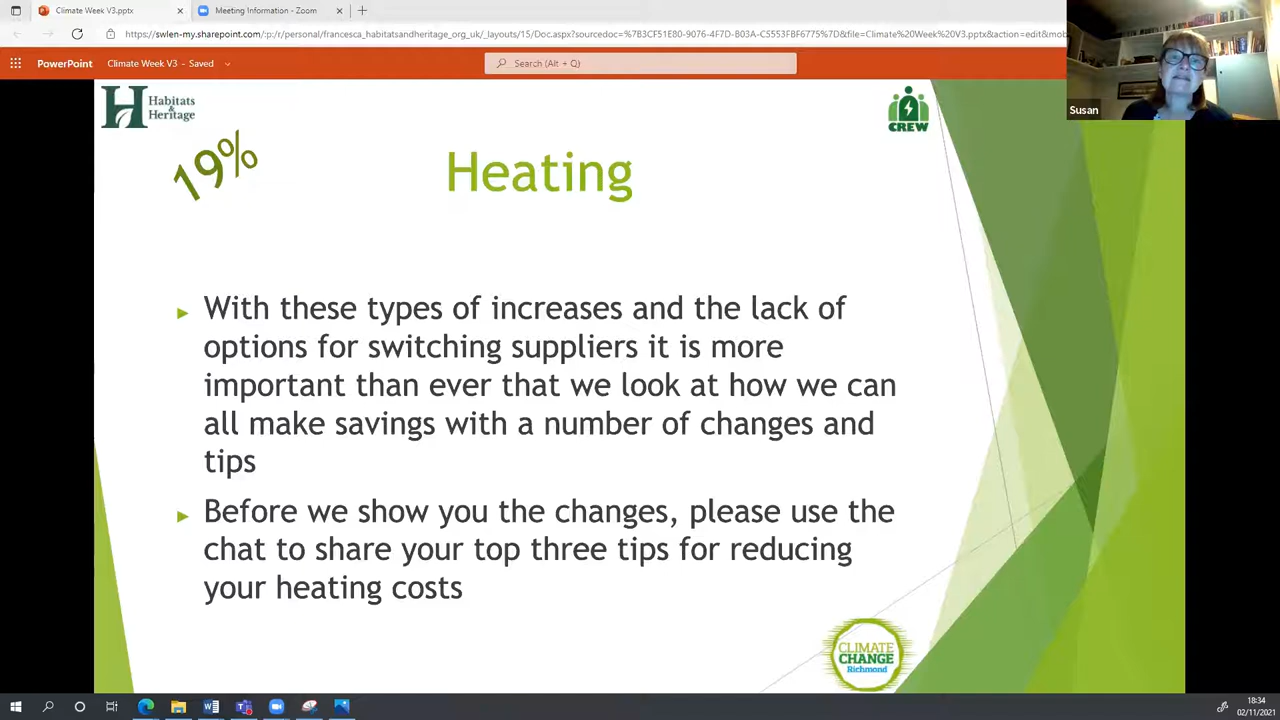 Climate Week V3.pptx
Meeting Information - Zoom
https://swlen-my.sharepoint.com/:p:/r/personal/francesca_habitatsandheritage_org_uk/_layouts/15/Doc.aspx?sourcedoc=%7B3CF51E80-9076-4F7D-B03A-C5553FBF6775%7D&file=Climate%20Week%20V3.pptx&action=edit&mob
PowerPoint
Climate Week V3 - Saved
Search (Alt + Q)
Susan
Habitats
&
Heritage
CREW
19%
Heating
With these types of increases and the lack of
options for switching suppliers it is more
important than ever that we look at how we can
all make savings with a number of changes and
tips
Before we show you the changes, please use the
chat to share your top three tips for reducing
your heating costs
CLIMATE
CHANGE
Richmond
18:34
02/11/2021